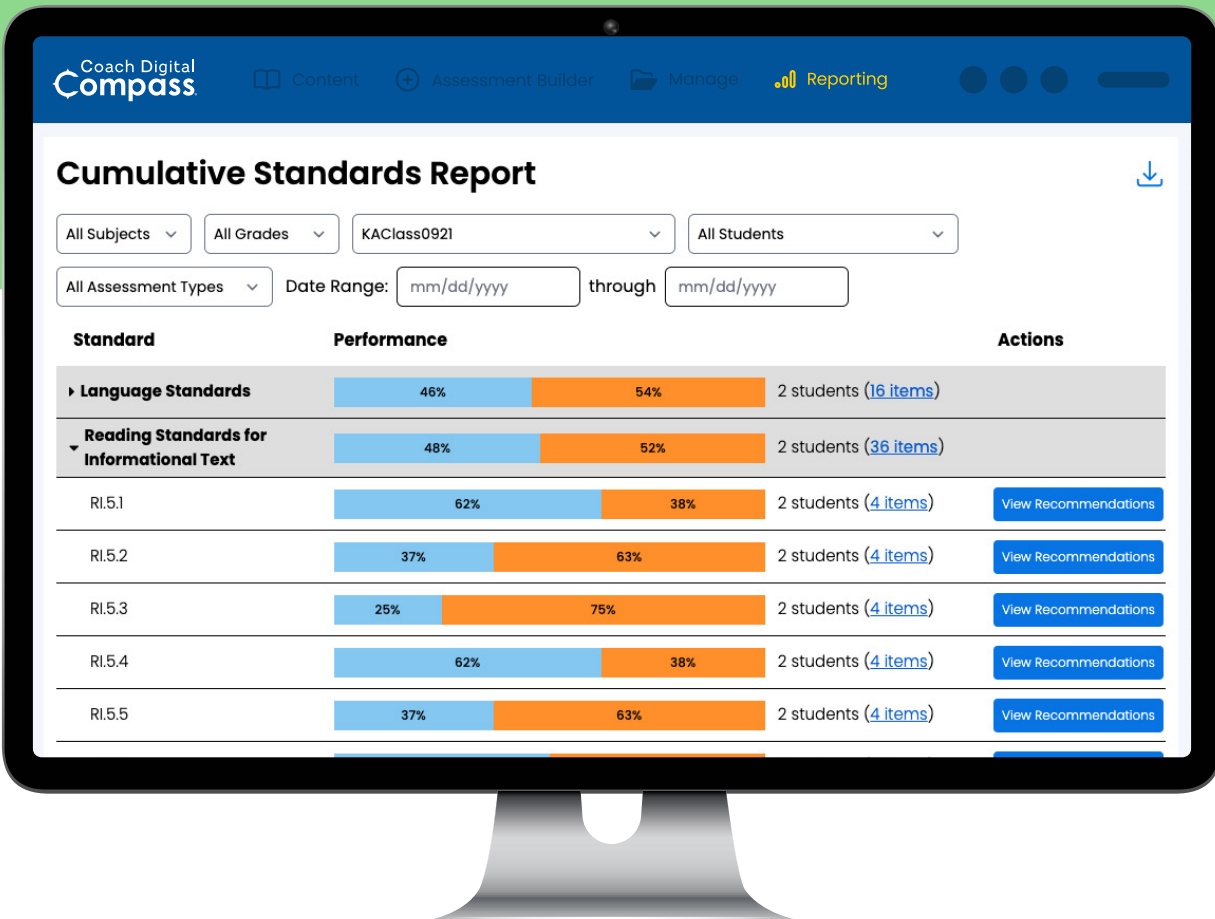 Coach Digital
Compass
Content
Assessment Builder
Manage
Reporting
Cumulative Standards Report
All Subjects
All Grades
KAClass0921
All Students
All Assessment Types
Date Range:
mm/dd/yyyy
through
mm/dd/yyyy
Standard Performance Actions
Language Standards 46% 54% 2 students (16 items)
Reading Standards for
Informational Text 48% 52% 2 students (36 items)
RI.5.1 62% 38% 2 students (4 items) View Recommendations
RI.5.2 37% 63% 2 students (4 items) View Recommendations
RI.5.3 25% 75% 2 students (4 items) View Recommendations
RI.5.4 62% 38% 2 students (4 items) View Recommendations
RI.5.5 37% 63% 2 students (4 items) View Recommendations